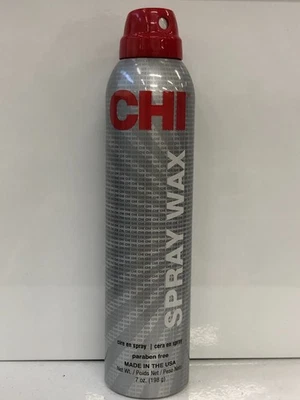 CHI
SPRAY WAX
cire en spray | cera en spray
paraben free
MADE IN THE USA
Net Wt. / Poids Net / Peso Neto
7 oz. (198 g)